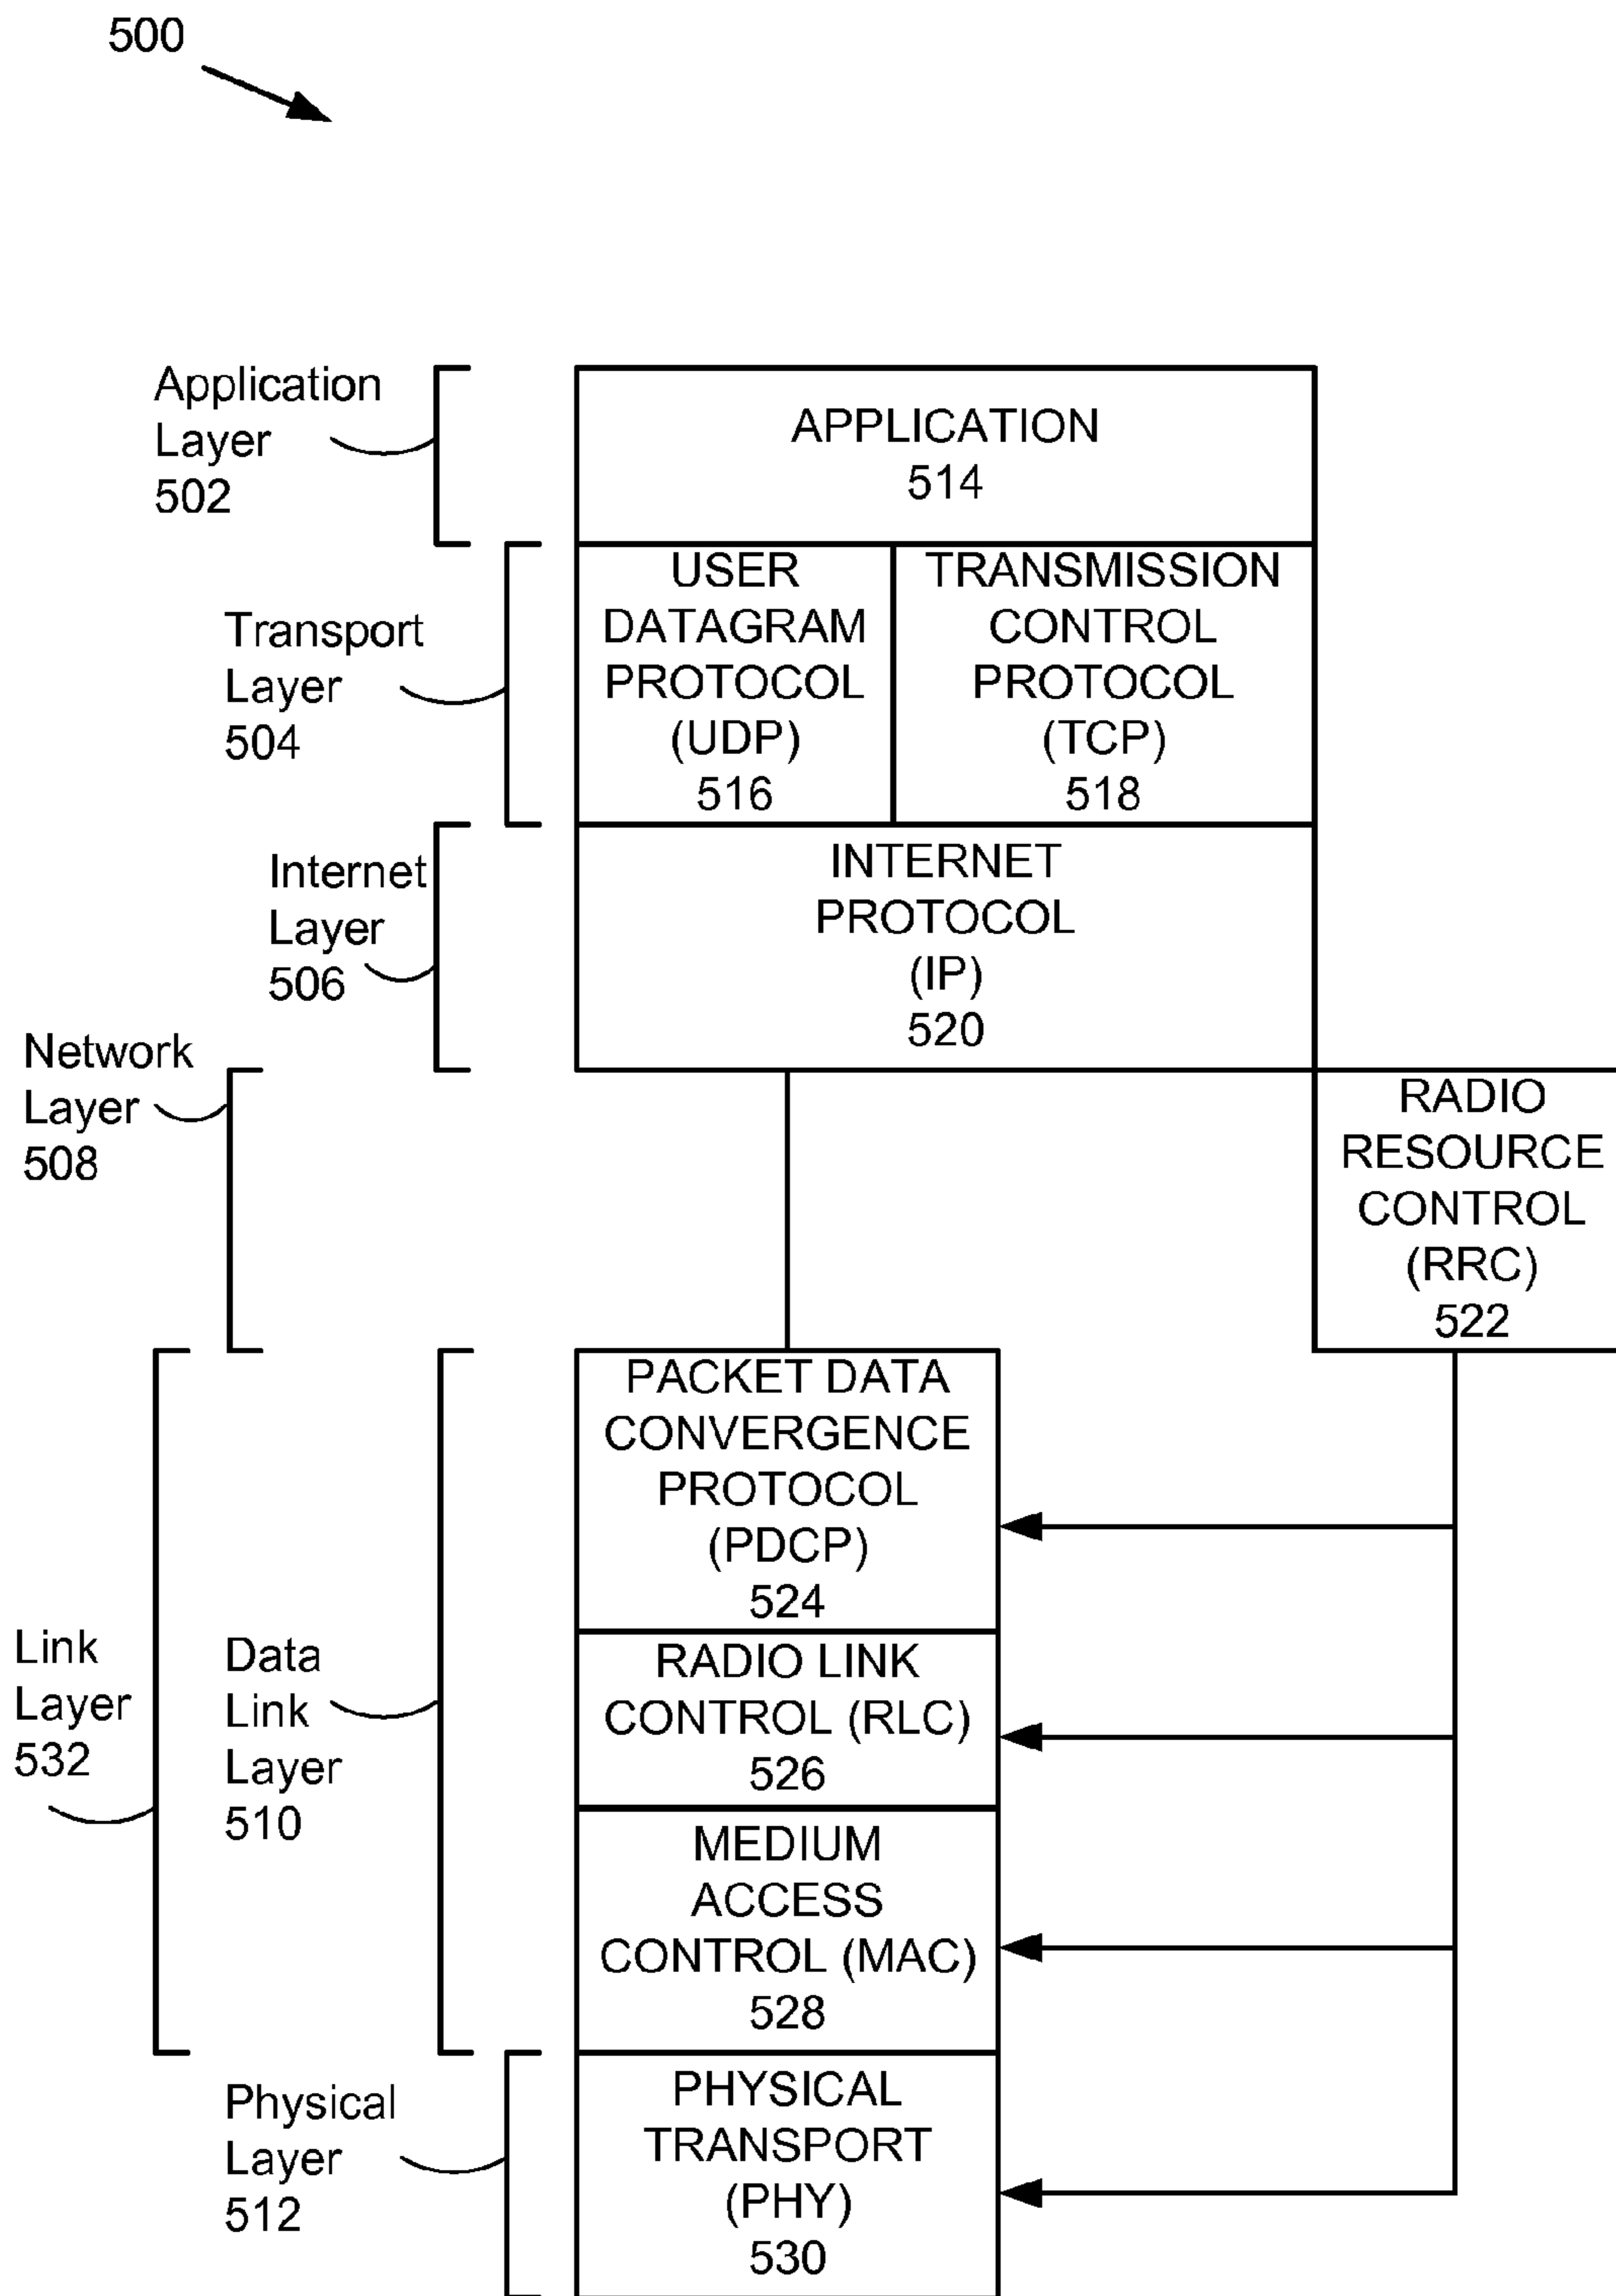 500
Application
Layer
502
APPLICATION
514
Transport
Layer
504
USER
DATAGRAM
PROTOCOL
(UDP)
516
TRANSMISSION
CONTROL
PROTOCOL
(TCP)
518
Internet
Layer
506
INTERNET
PROTOCOL
(IP)
520
Network
Layer
508
RADIO
RESOURCE
CONTROL
(RRC)
522
Link
Layer
532
Data
Link
Layer
510
PACKET DATA
CONVERGENCE
PROTOCOL
(PDCP)
524
RADIO LINK
CONTROL (RLC)
526
MEDIUM
ACCESS
CONTROL (MAC)
528
Physical
Layer
512
PHYSICAL
TRANSPORT
(PHY)
530